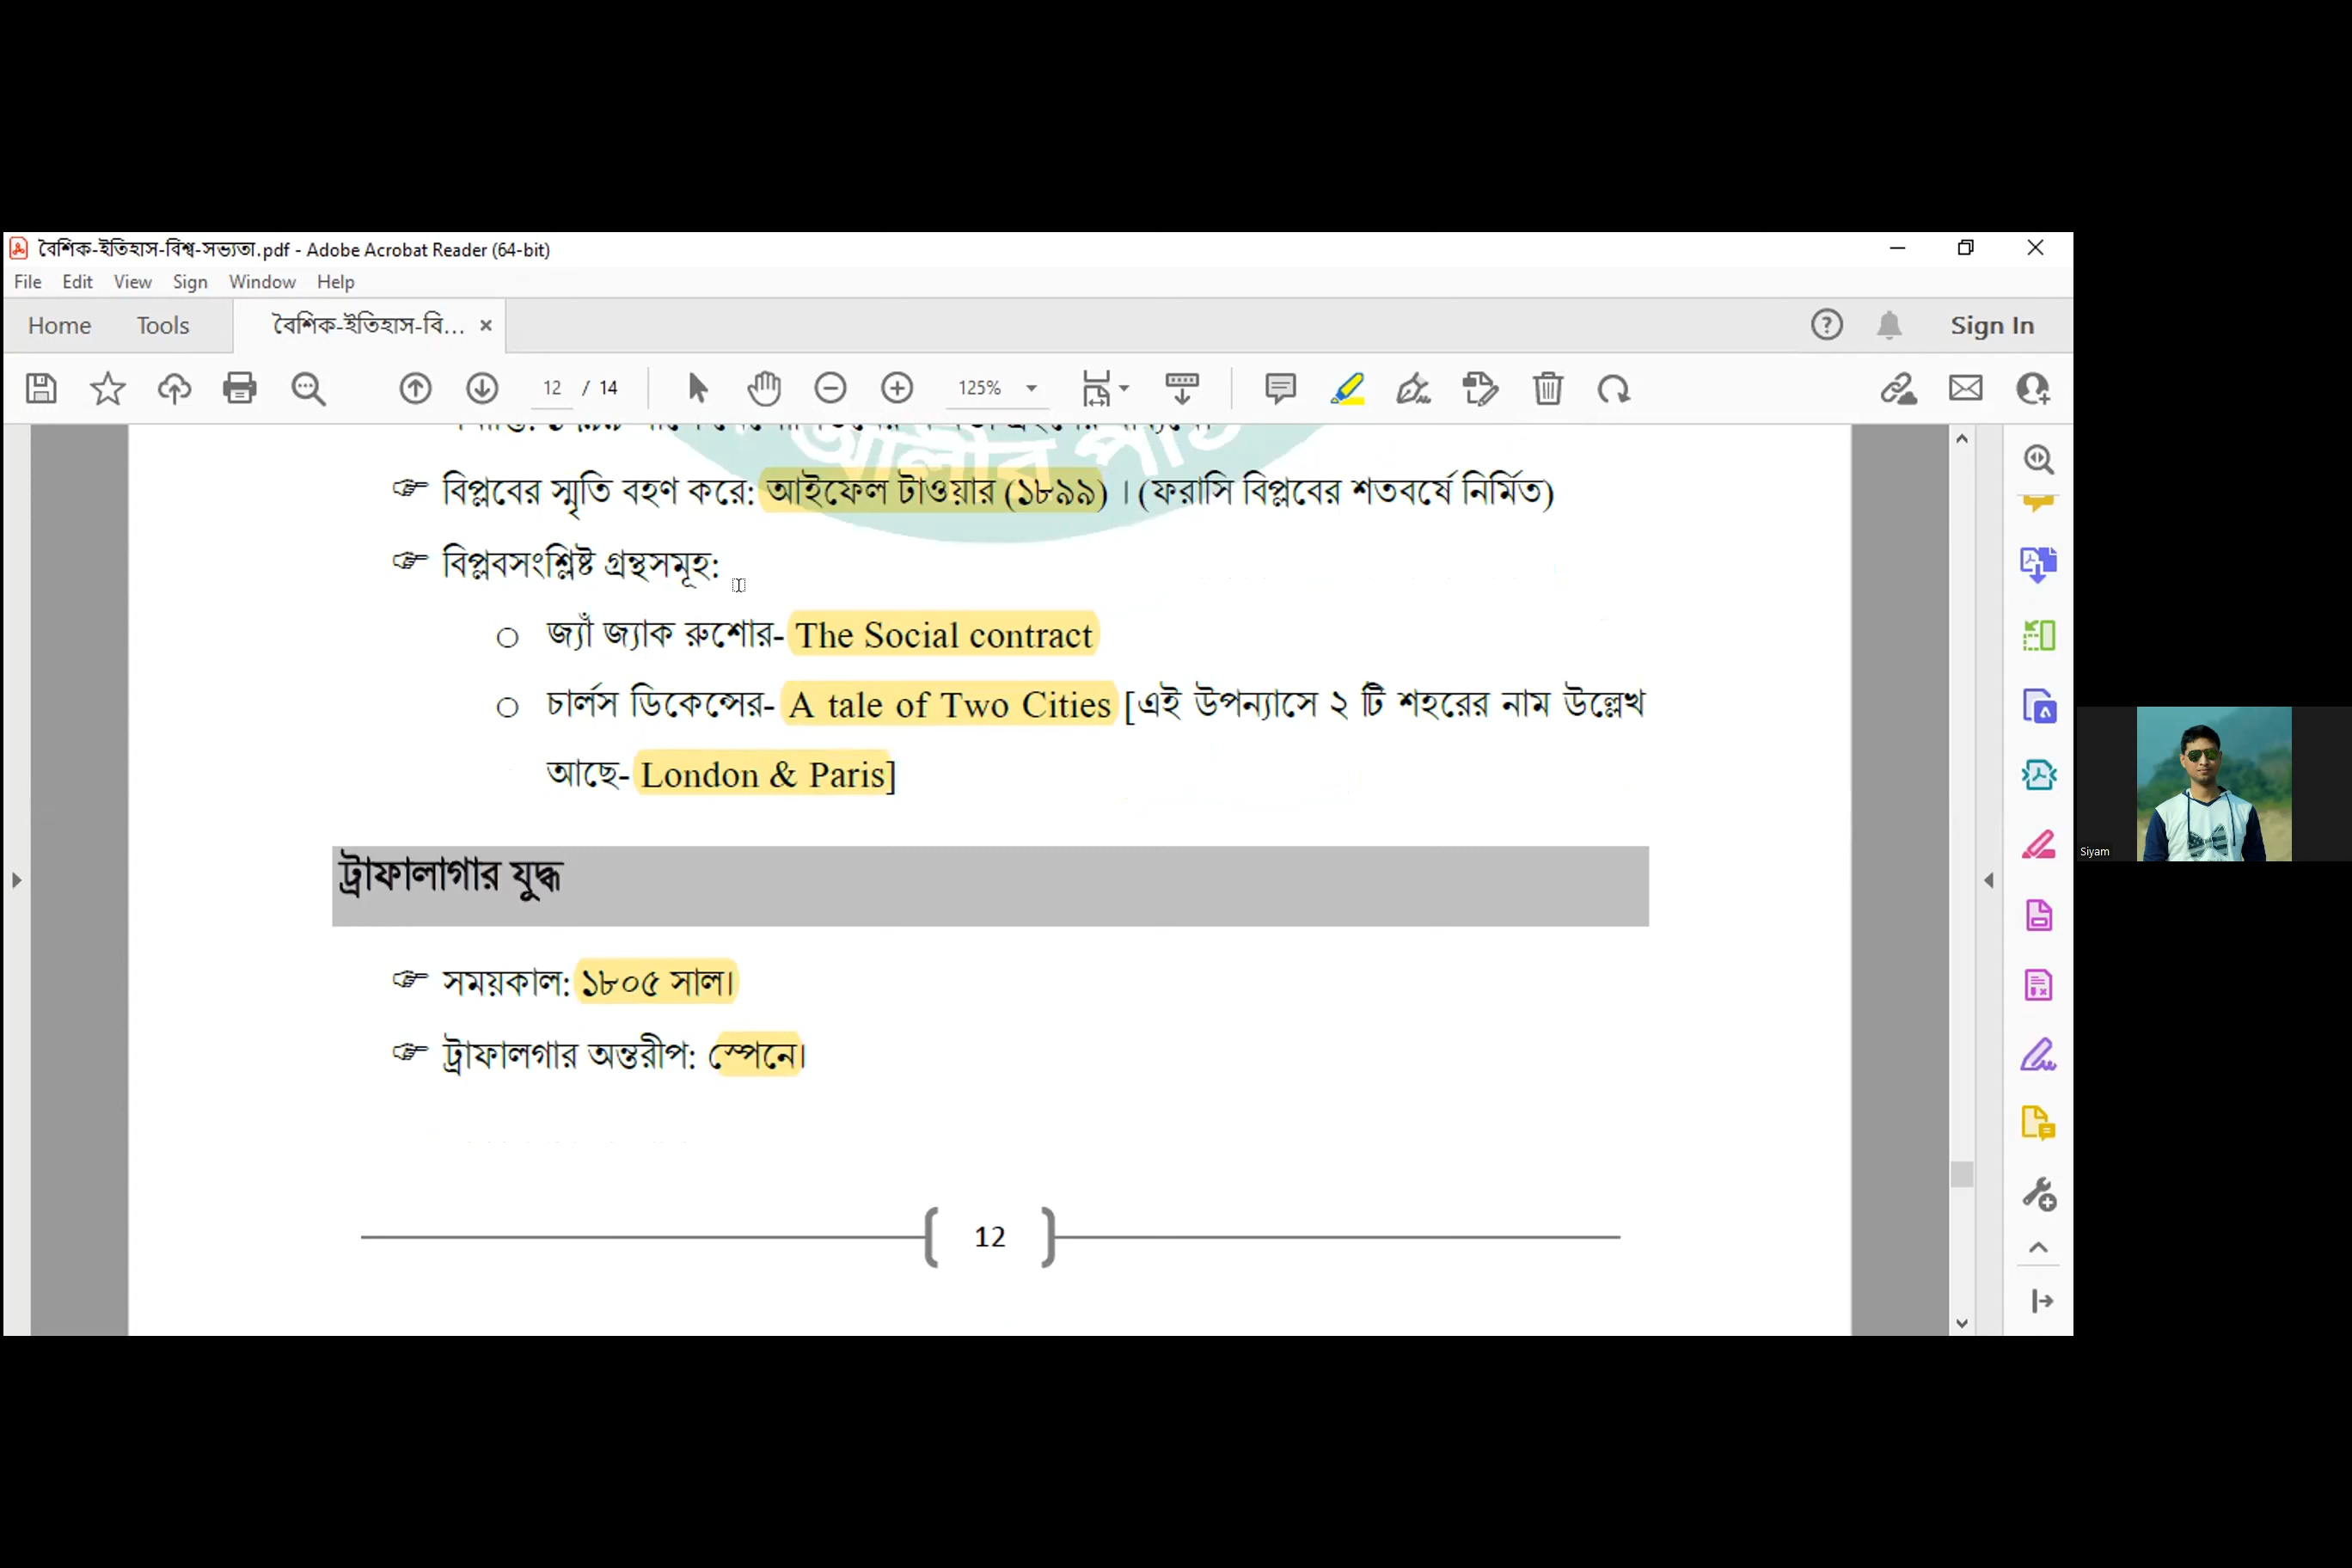 বৈশিক-ইতিহাস-বিশ্ব-সভ্যতা.pdf - Adobe Acrobat Reader (64-bit)
File Edit View Sign Window Help
Home Tools বৈশিক-ইতিহাস-বি... Sign In
12 / 14 125%
আলীর পাঠ
বিপ্লবের স্মৃতি বহণ করে: আইফেল টাওয়ার (১৮৯৯) । (ফরাসি বিপ্লবের শতবর্ষে নির্মিত)
বিপ্লবসংশ্লিষ্ট গ্রন্থসমূহ:
জ্যাঁ জ্যাক রুশোর- The Social contract
চার্লস ডিকেন্সের- A tale of Two Cities [এই উপন্যাসে ২ টি শহরের নাম উল্লেখ
আছে- London & Paris]
Siyam
ট্রাফালাগার যুদ্ধ
সময়কাল: ১৮০৫ সাল।
ট্রাফালগার অন্তরীপ: স্পেনে।
12